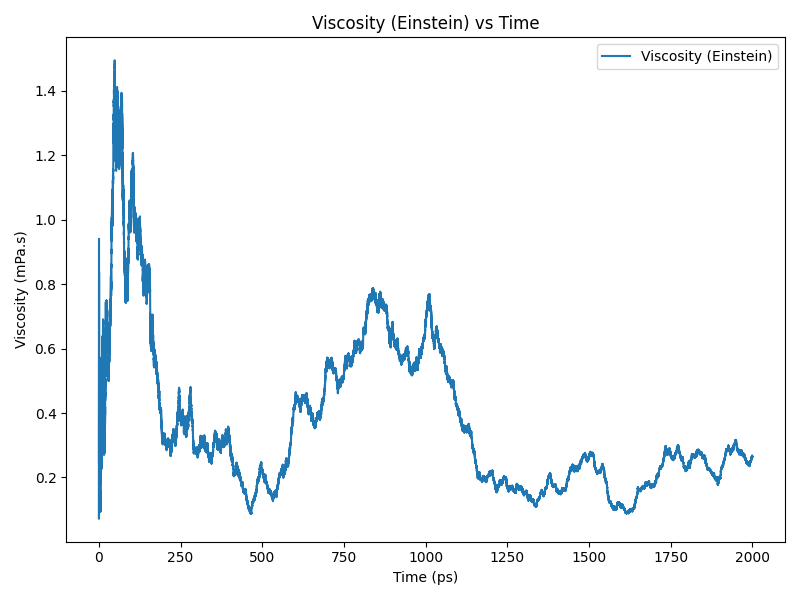 Viscosity (Einstein) vs Time
Viscosity (Einstein)
Viscosity (mPa.s)
1.4
1.2
1.0
0.8
0.6
0.4
0.2
0 250 500 750 1000 1250 1500 1750 2000
Time (ps)